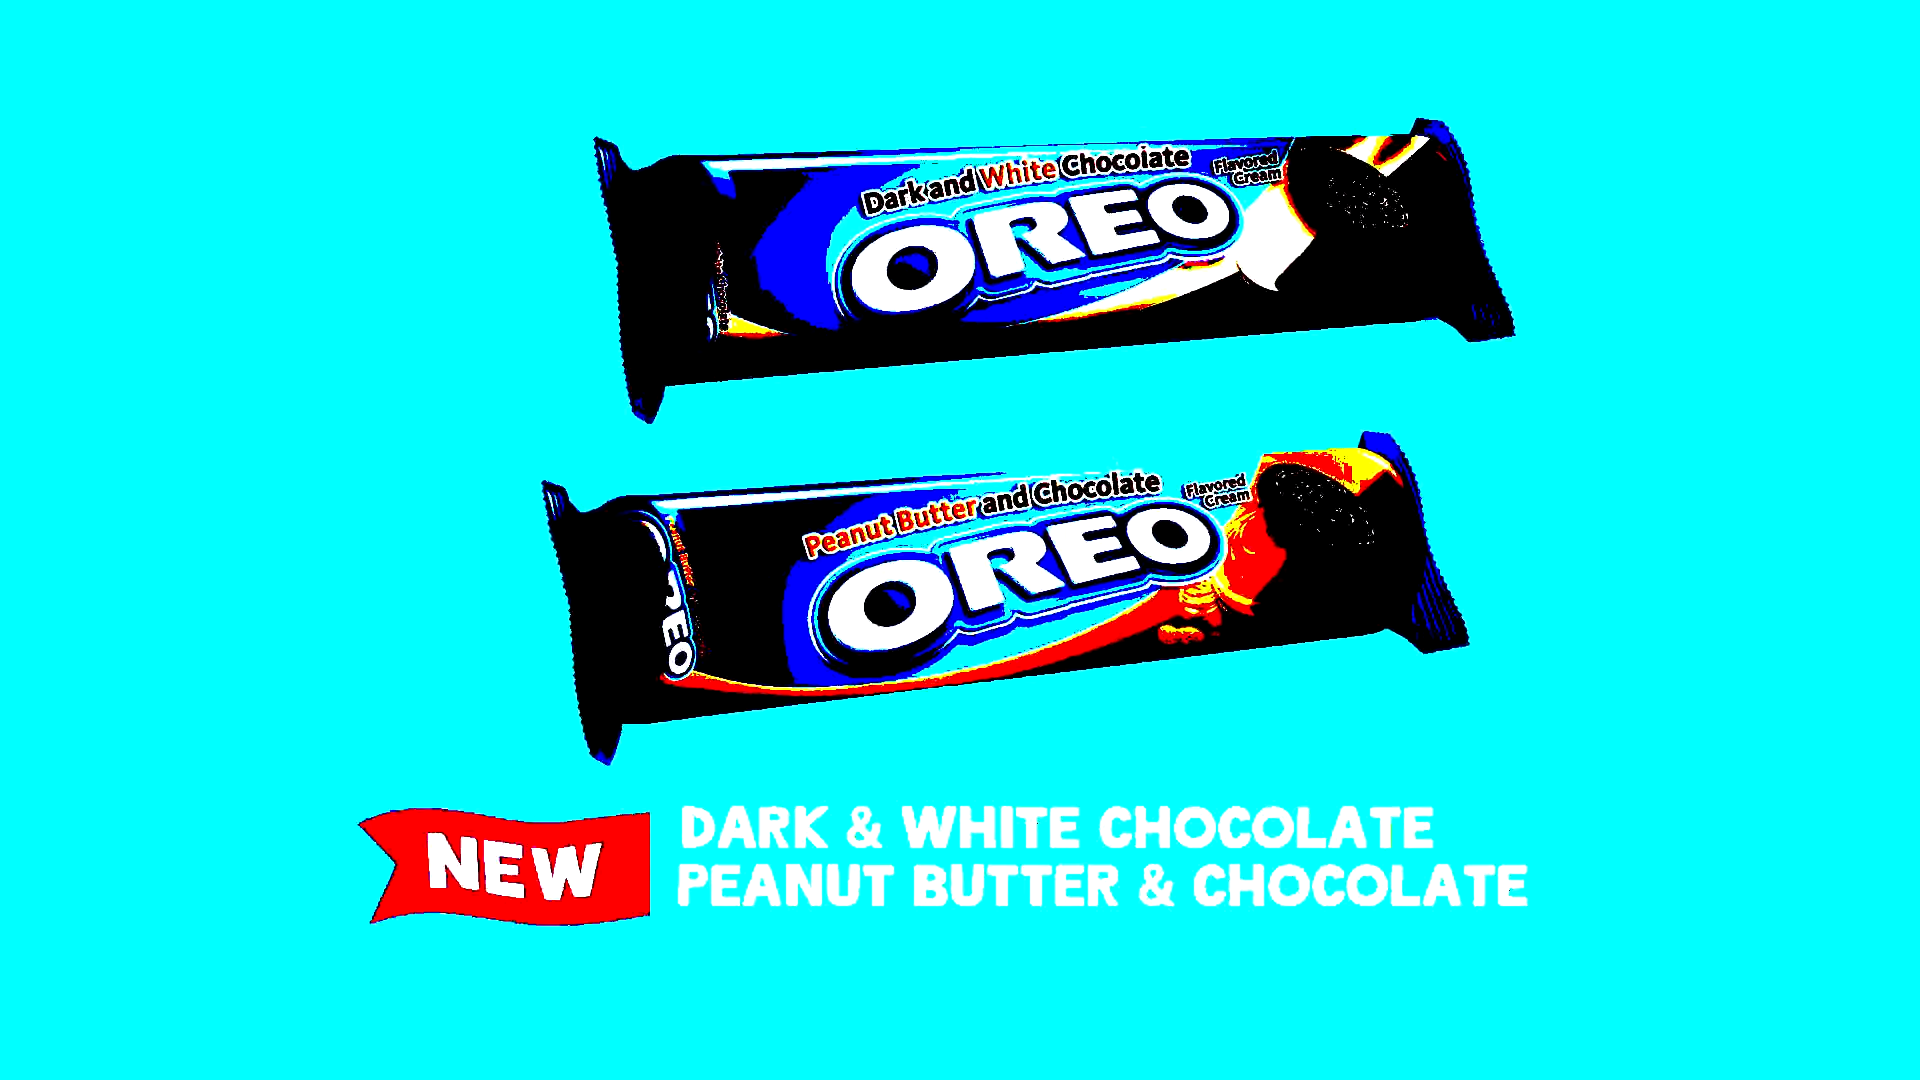 Dark and White Chocolate
Flavored
Cream
OREO
Peanut Butter and Chocolate
Flavored
Cream
OREO
REO
NEW
DARK & WHITE CHOCOLATE
PEANUT BUTTER & CHOCOLATE